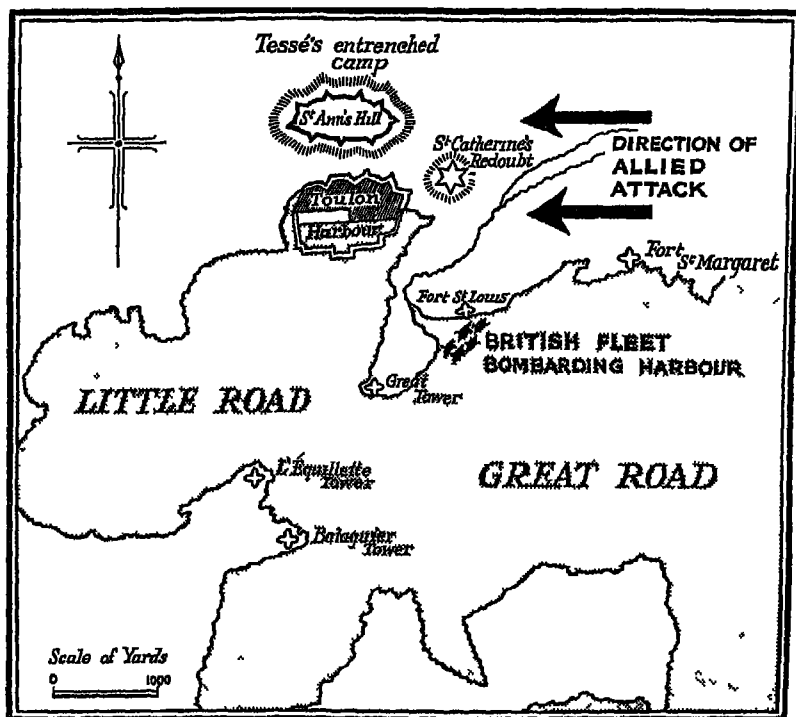 Tessé's entrenched
camp
St Ann's Hill
St Catherine's
Redoubt
DIRECTION OF
ALLIED
ATTACK
Toulon
Harbour
Fort
St Margaret
Fort St Louis
BRITISH FLEET
BOMBARDING HARBOUR
Great
Tower
LITTLE ROAD
GREAT ROAD
L'Éguillette
Tower
Balaguier
Tower
Scale of Yards
0 1000